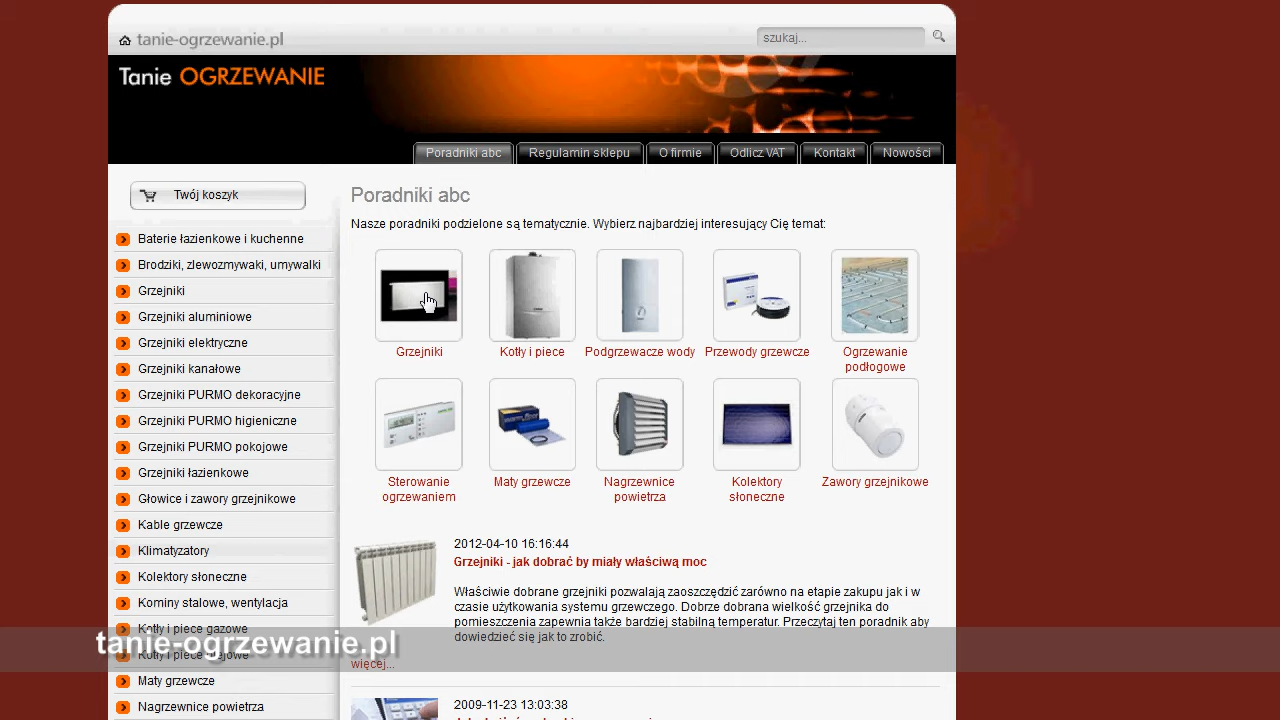 tanie-ogrzewanie.pl
szukaj...
Tanie OGRZEWANIE
Poradniki abc
Regulamin sklepu
O firmie
Odlicz VAT
Kontakt
Nowości
Twój koszyk
Baterie łazienkowe i kuchenne
Brodziki, zlewozmywaki, umywalki
Grzejniki
Grzejniki aluminiowe
Grzejniki elektryczne
Grzejniki kanałowe
Grzejniki PURMO dekoracyjne
Grzejniki PURMO higieniczne
Grzejniki PURMO pokojowe
Grzejniki łazienkowe
Głowice i zawory grzejnikowe
Kable grzewcze
Klimatyzatory
Kolektory słoneczne
Kominy stalowe, wentylacja
Kotły i piece gazowe
Kotły i piece olejowe
Maty grzewcze
Nagrzewnice powietrza
Poradniki abc
Nasze poradniki podzielone są tematycznie. Wybierz najbardziej interesujący Cię temat:
Grzejniki
Kotły i piece
Podgrzewacze wody
Przewody grzewcze
Ogrzewanie
podłogowe
Sterowanie
ogrzewaniem
Maty grzewcze
Nagrzewnice
powietrza
Kolektory
słoneczne
Zawory grzejnikowe
2012-04-10 16:16:44
Grzejniki - jak dobrać by miały właściwą moc
Właściwie dobrane grzejniki pozwalają zaoszczędzić zarówno na etapie zakupu jak i w
czasie użytkowania systemu grzewczego. Dobrze dobrana wielkość grzejnika do
pomieszczenia zapewnia także bardziej stabilną temperatur. Przeczytaj ten poradnik aby
dowiedzieć się jak to zrobić.
więcej...
2009-11-23 13:03:38
tanie-ogrzewanie.pl